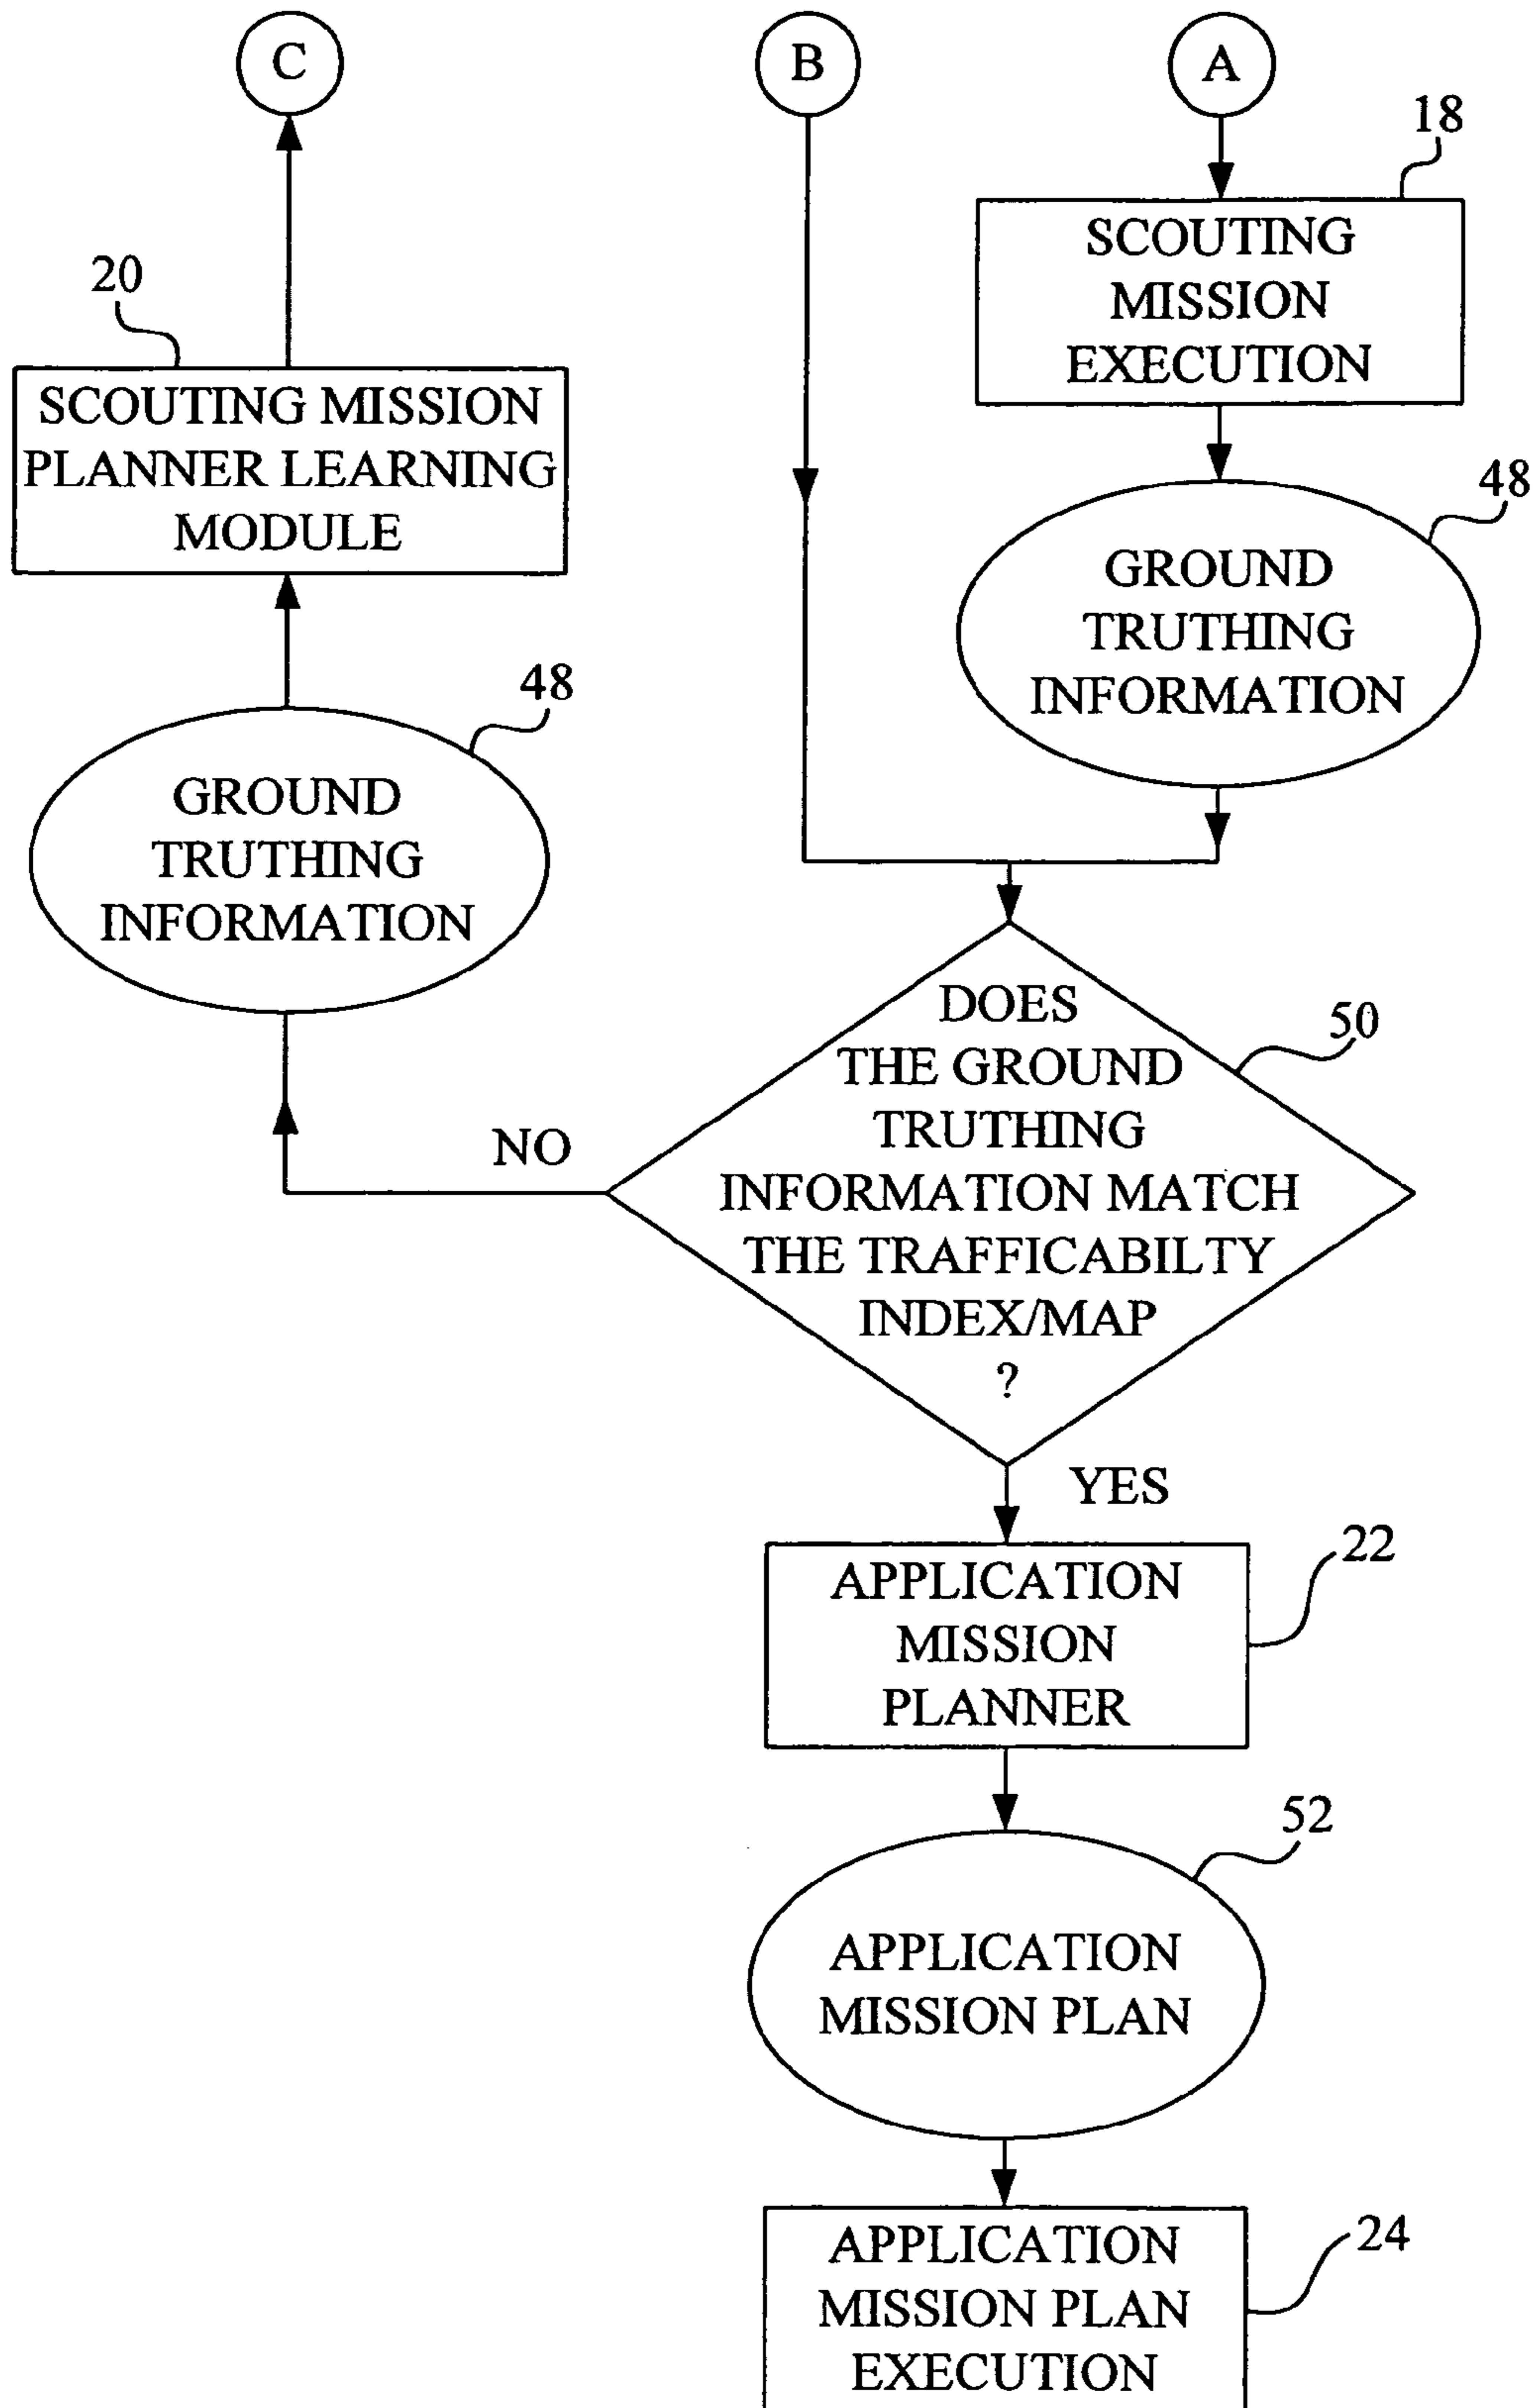 C
B
A
18
SCOUTING
MISSION
EXECUTION
20
SCOUTING MISSION
PLANNER LEARNING
MODULE
48
GROUND
TRUTHING
INFORMATION
48
GROUND
TRUTHING
INFORMATION
DOES
THE GROUND
TRUTHING
INFORMATION MATCH
THE TRAFFICABILTY
INDEX/MAP
?
50
NO
YES
22
APPLICATION
MISSION
PLANNER
52
APPLICATION
MISSION PLAN
24
APPLICATION
MISSION PLAN
EXECUTION